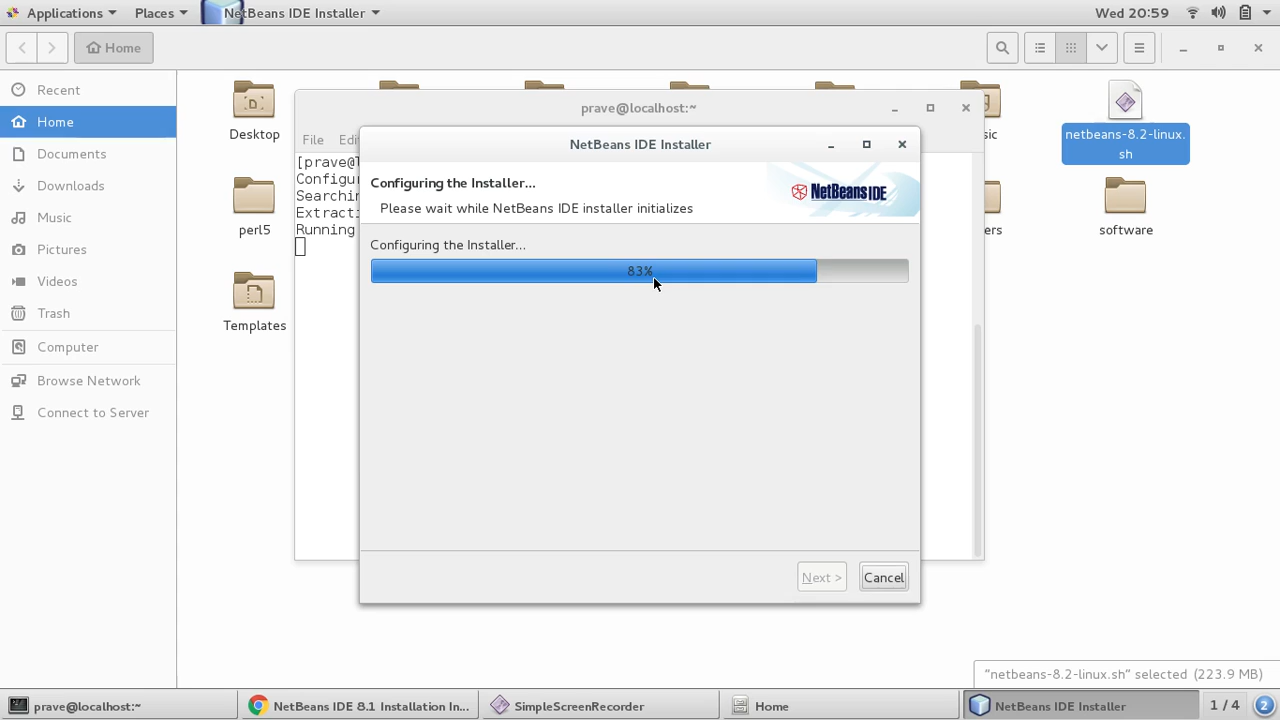 Applications
Places
NetBeans IDE Installer
Wed 20:59
Home
Recent
Home
Documents
Downloads
Music
Pictures
Videos
Trash
Computer
Browse Network
Connect to Server
Desktop
perl5
Templates
sic
ers
netbeans-8.2-linux.
sh
software
prave@localhost:~
File
Edi
[prave@l
Configur
Searchin
Extracti
Running
NetBeans IDE Installer
Configuring the Installer...
Please wait while NetBeans IDE installer initializes
NetBeans IDE
Configuring the Installer...
83%
Next >
Cancel
"netbeans-8.2-linux.sh" selected (223.9 MB)
prave@localhost:~
NetBeans IDE 8.1 Installation In...
SimpleScreenRecorder
Home
NetBeans IDE Installer
1 / 4
2